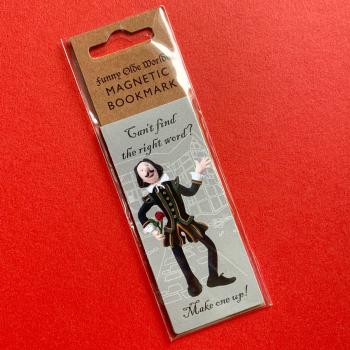 Funny Olde World
MAGNETIC
BOOKMARK
Can't find
the right word?
Make one up!